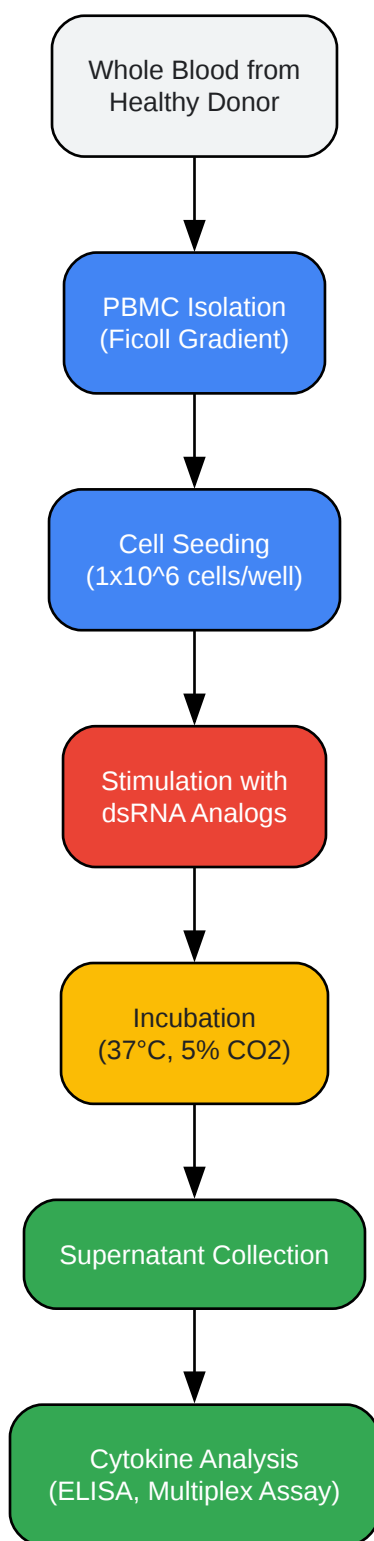 Whole Blood from
Healthy Donor
PBMC Isolation
(Ficoll Gradient)
Cell Seeding
(1x10^6 cells/well)
Stimulation with
dsRNA Analogs
Incubation
(37°C, 5% CO2)
Supernatant Collection
Cytokine Analysis
(ELISA, Multiplex Assay)